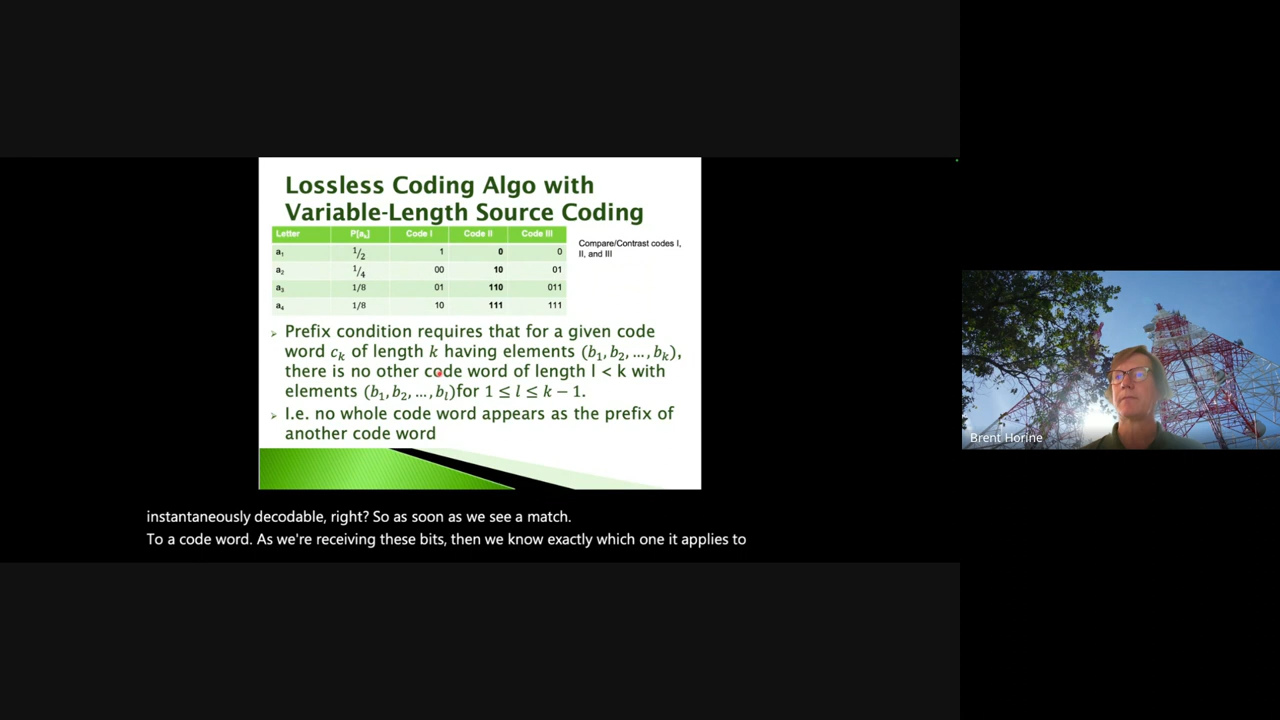 Lossless Coding Algo with
Variable-Length Source Coding
Letter P[aₖ] Code I Code II Code III
a₁ 1/2 1 0 0
a₂ 1/4 00 10 01
a₃ 1/8 01 110 011
a₄ 1/8 10 111 111
Compare/Contrast codes I,
II, and III
➢ Prefix condition requires that for a given code
word cₖ of length k having elements (b₁, b₂, …, bₖ),
there is no other code word of length l < k with
elements (b₁, b₂, …, bₗ)for 1 ≤ l ≤ k − 1.
➢ I.e. no whole code word appears as the prefix of
another code word
Brent Horine
instantaneously decodable, right? So as soon as we see a match.
To a code word. As we're receiving these bits, then we know exactly which one it applies to